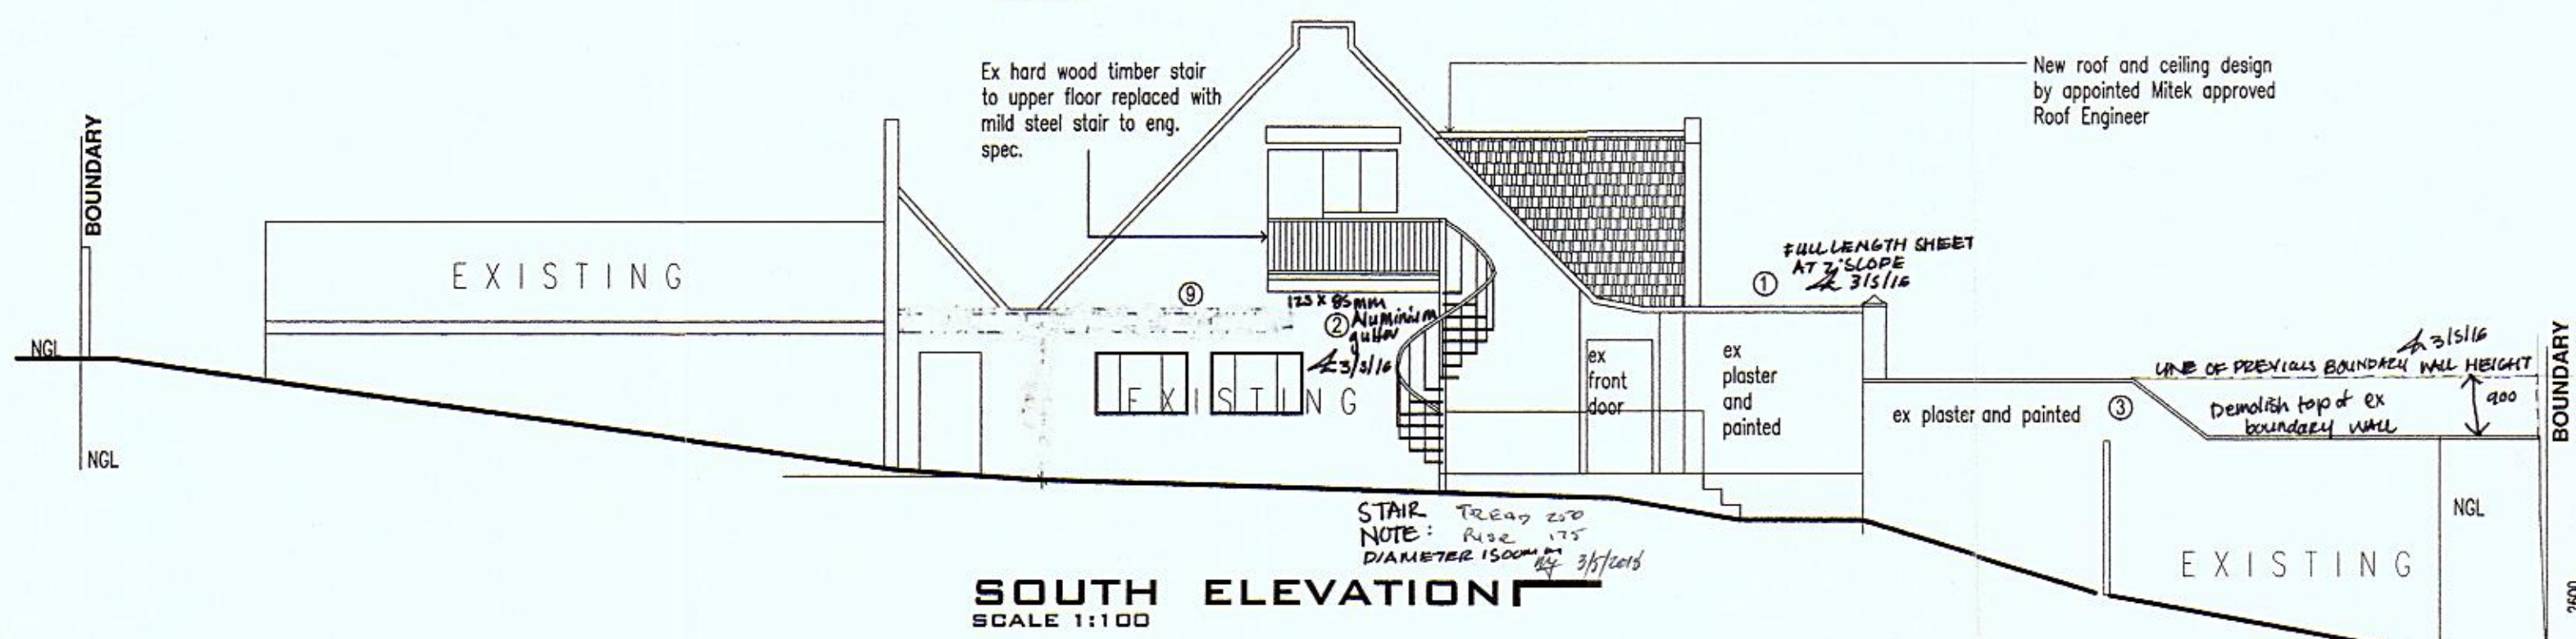 Ex hard wood timber stair
to upper floor replaced with
mild steel stair to eng.
spec.
New roof and ceiling design
by appointed Mitek approved
Roof Engineer
BOUNDARY
EXISTING
NGL
NGL
9
123 x 85mm
2 Aluminium
gutter
3/5/16
EXISTING
1 FULL LENGTH SHEET
AT 2° SLOPE
3/5/16
ex
front
door
ex
plaster
and
painted
3/5/16
LINE OF PREVIOUS BOUNDARY WALL HEIGHT
ex plaster and painted
3
Demolish top of ex
boundary WALL
900
BOUNDARY
NGL
EXISTING
2600
STAIR TREAD 250
NOTE: RISE 175
DIAMETER 1500mm
3/5/2016
SOUTH ELEVATION
SCALE 1:100